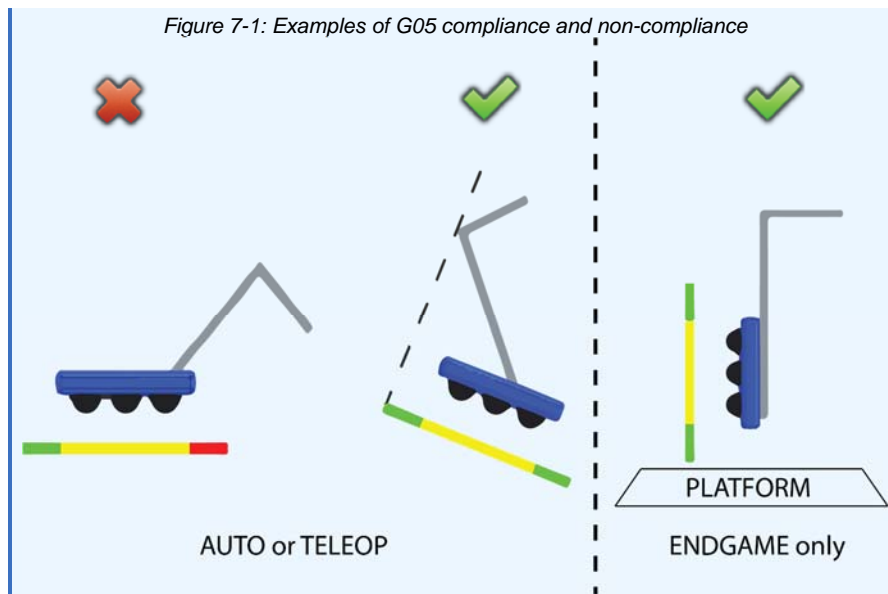 Figure 7-1: Examples of G05 compliance and non-compliance
PLATFORM
AUTO or TELEOP
ENDGAME only